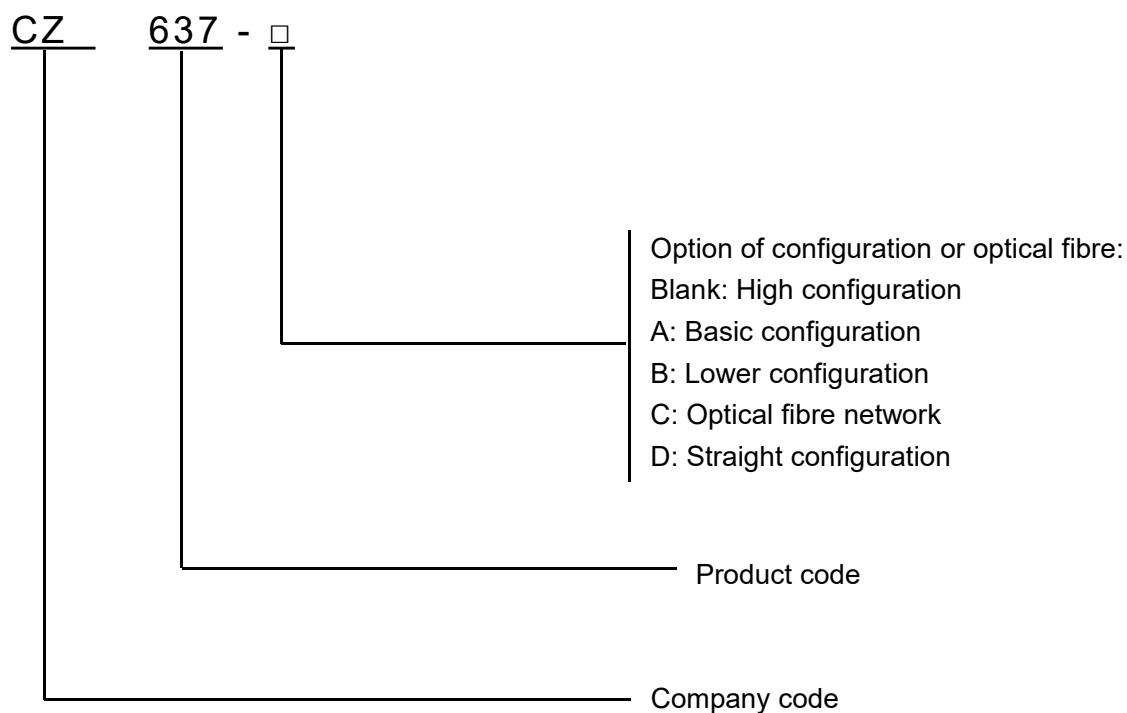 CZ 637 - □
Option of configuration or optical fibre:
Blank: High configuration
A: Basic configuration
B: Lower configuration
C: Optical fibre network
D: Straight configuration
Product code
Company code